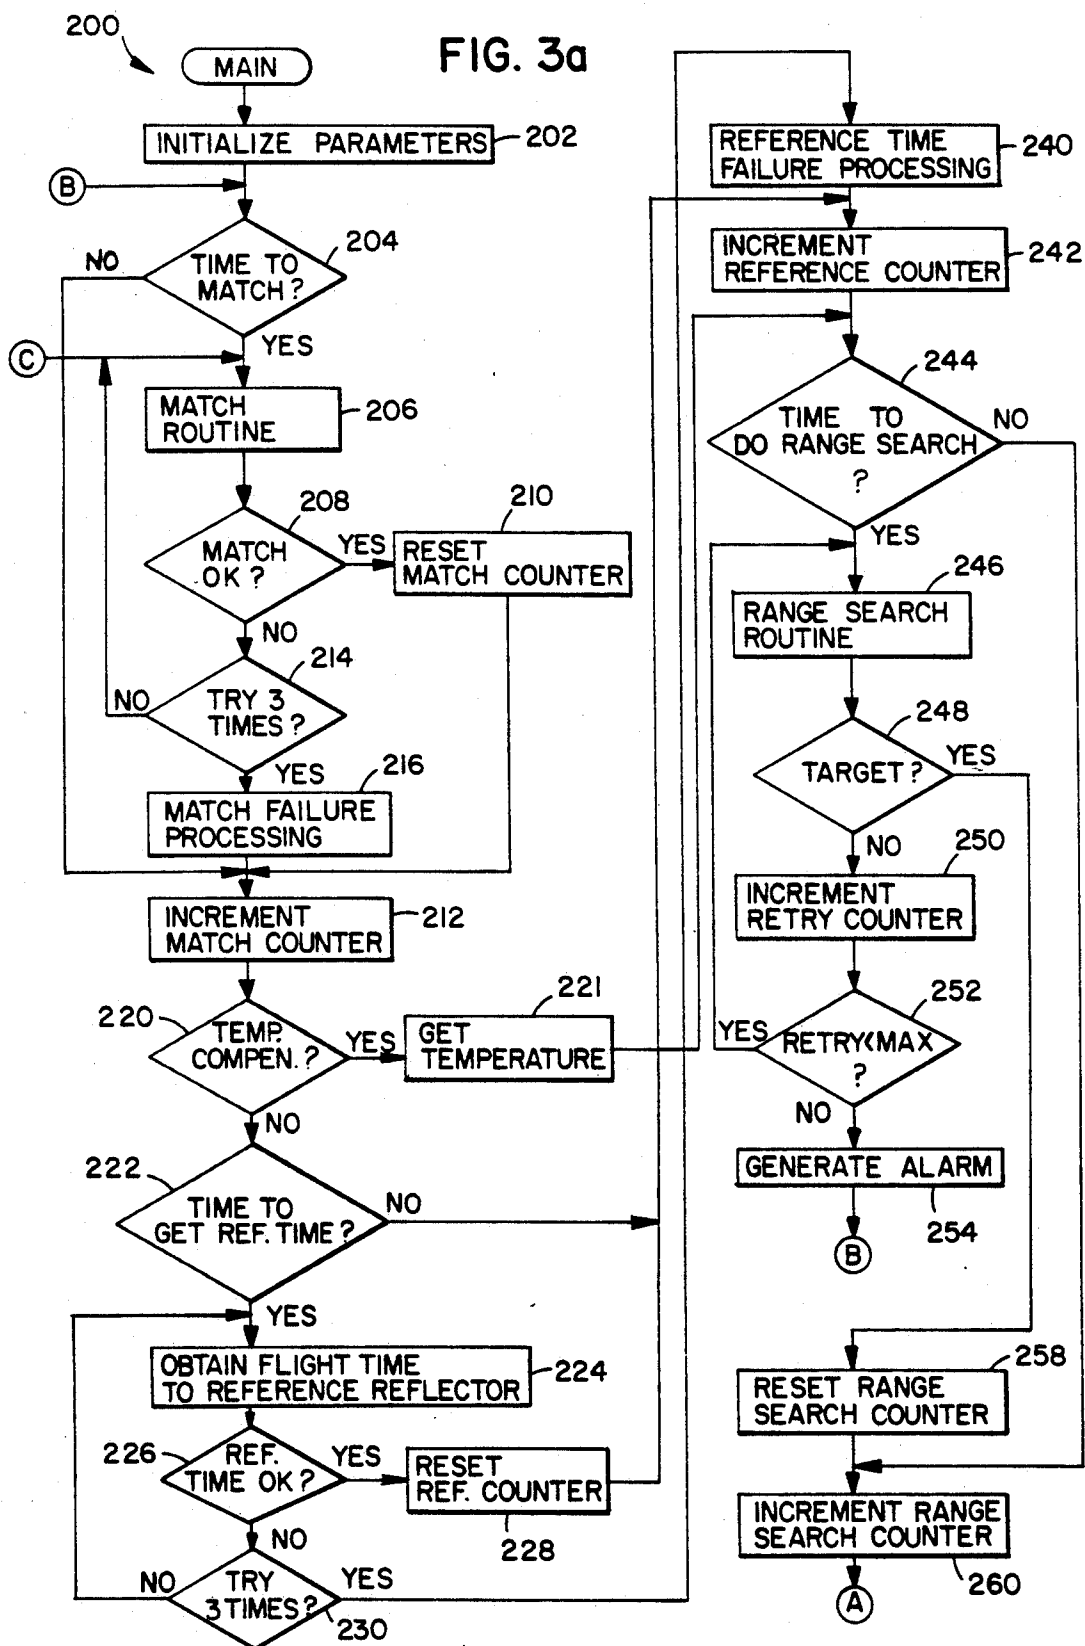 200
FIG. 3a
MAIN
INITIALIZE PARAMETERS
202
B
204
NO
TIME TO
MATCH?
YES
C
MATCH
ROUTINE
206
208
MATCH
OK?
YES
210
RESET
MATCH COUNTER
NO
214
NO
TRY 3
TIMES?
YES
216
MATCH FAILURE
PROCESSING
INCREMENT
MATCH COUNTER
212
220
TEMP.
COMPEN.?
YES
221
GET
TEMPERATURE
NO
222
TIME TO
GET REF. TIME?
NO
YES
OBTAIN FLIGHT TIME
TO REFERENCE REFLECTOR
224
226
REF.
TIME OK?
YES
RESET
REF. COUNTER
228
NO
NO
TRY
3 TIMES?
YES
230
REFERENCE TIME
FAILURE PROCESSING
240
INCREMENT
REFERENCE COUNTER
242
244
TIME TO
DO RANGE SEARCH
?
NO
YES
246
RANGE SEARCH
ROUTINE
248
TARGET?
YES
NO
250
INCREMENT
RETRY COUNTER
252
YES
RETRY<MAX
?
NO
GENERATE ALARM
254
B
258
RESET RANGE
SEARCH COUNTER
INCREMENT RANGE
SEARCH COUNTER
260
A